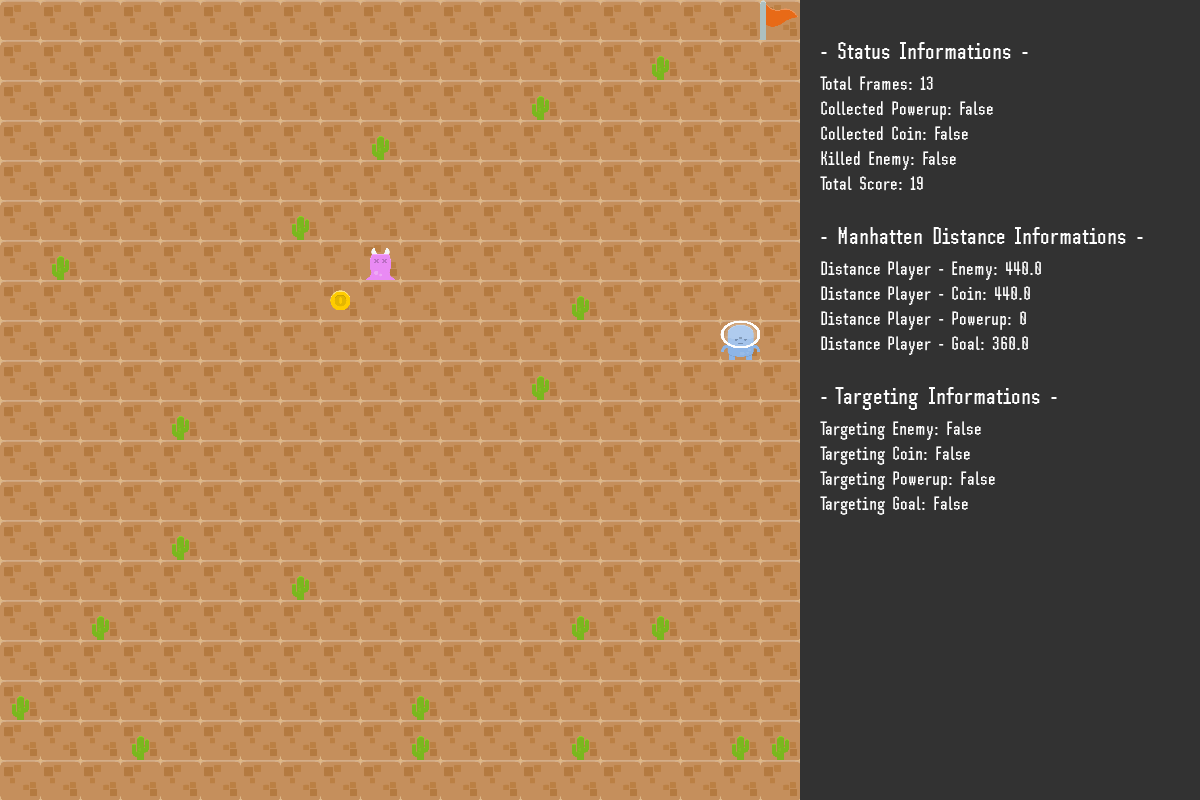 - Status Informations -
Total Frames: 13
Collected Powerup: False
Collected Coin: False
Killed Enemy: False
Total Score: 19
- Manhatten Distance Informations -
Distance Player - Enemy: 440.0
Distance Player - Coin: 440.0
Distance Player - Powerup: 0
Distance Player - Goal: 360.0
- Targeting Informations -
Targeting Enemy: False
Targeting Coin: False
Targeting Powerup: False
Targeting Goal: False